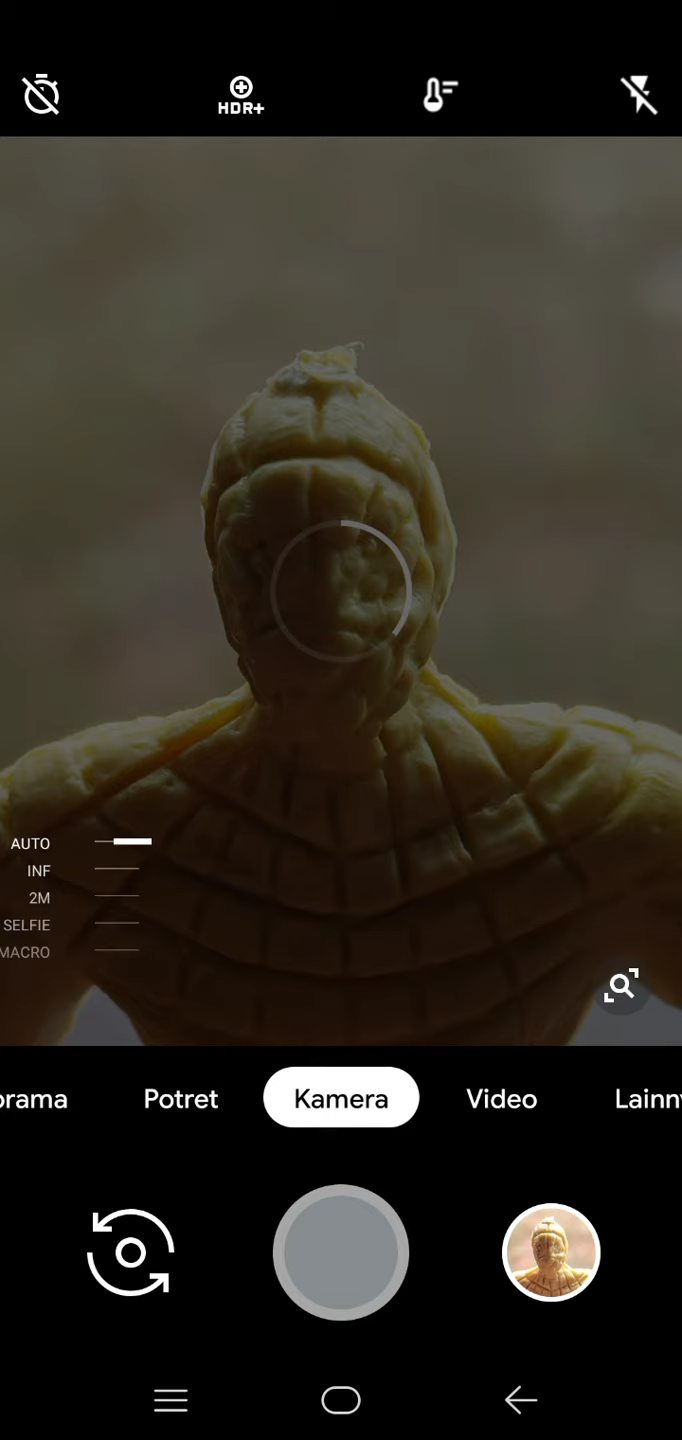 HDR+
AUTO
INF
2M
SELFIE
MACRO
orama
Potret
Kamera
Video
Lainn